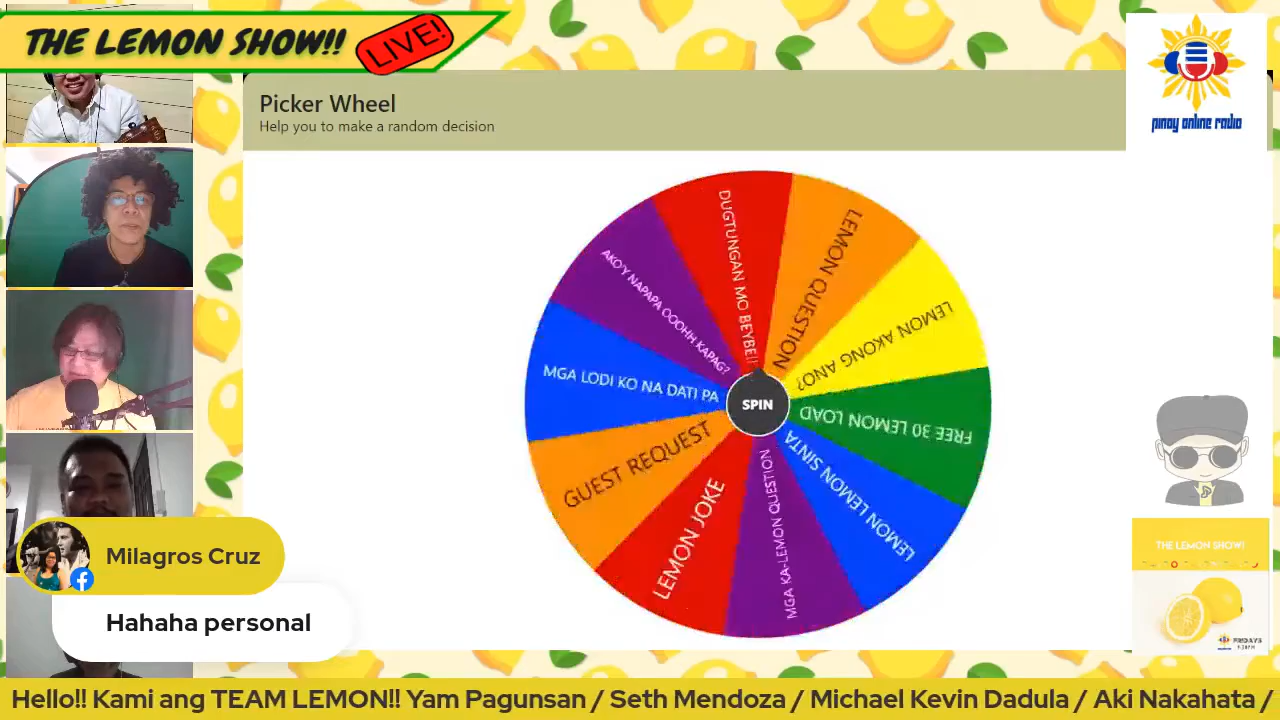 THE LEMON SHOW!!
LIVE!
Picker Wheel
Help you to make a random decision
pinoy online radio
DUGTUNGAN MO BEYBE!!
LEMON QUESTION
LEMON AKONG ANO?
FREE 30 LEMON LOAD
LEMON LEMON SINTA
MGA KA-LEMON QUESTION
LEMON JOKE
GUEST REQUEST
MGA LODI KO NA DATI PA
AKO'Y NAPAPA OOOHH KAPAG?
SPIN
THE LEMON SHOW!
FRIDAYS
Milagros Cruz
Hahaha personal
Hello!! Kami ang TEAM LEMON!! Yam Pagunsan / Seth Mendoza / Michael Kevin Dadula / Aki Nakahata /